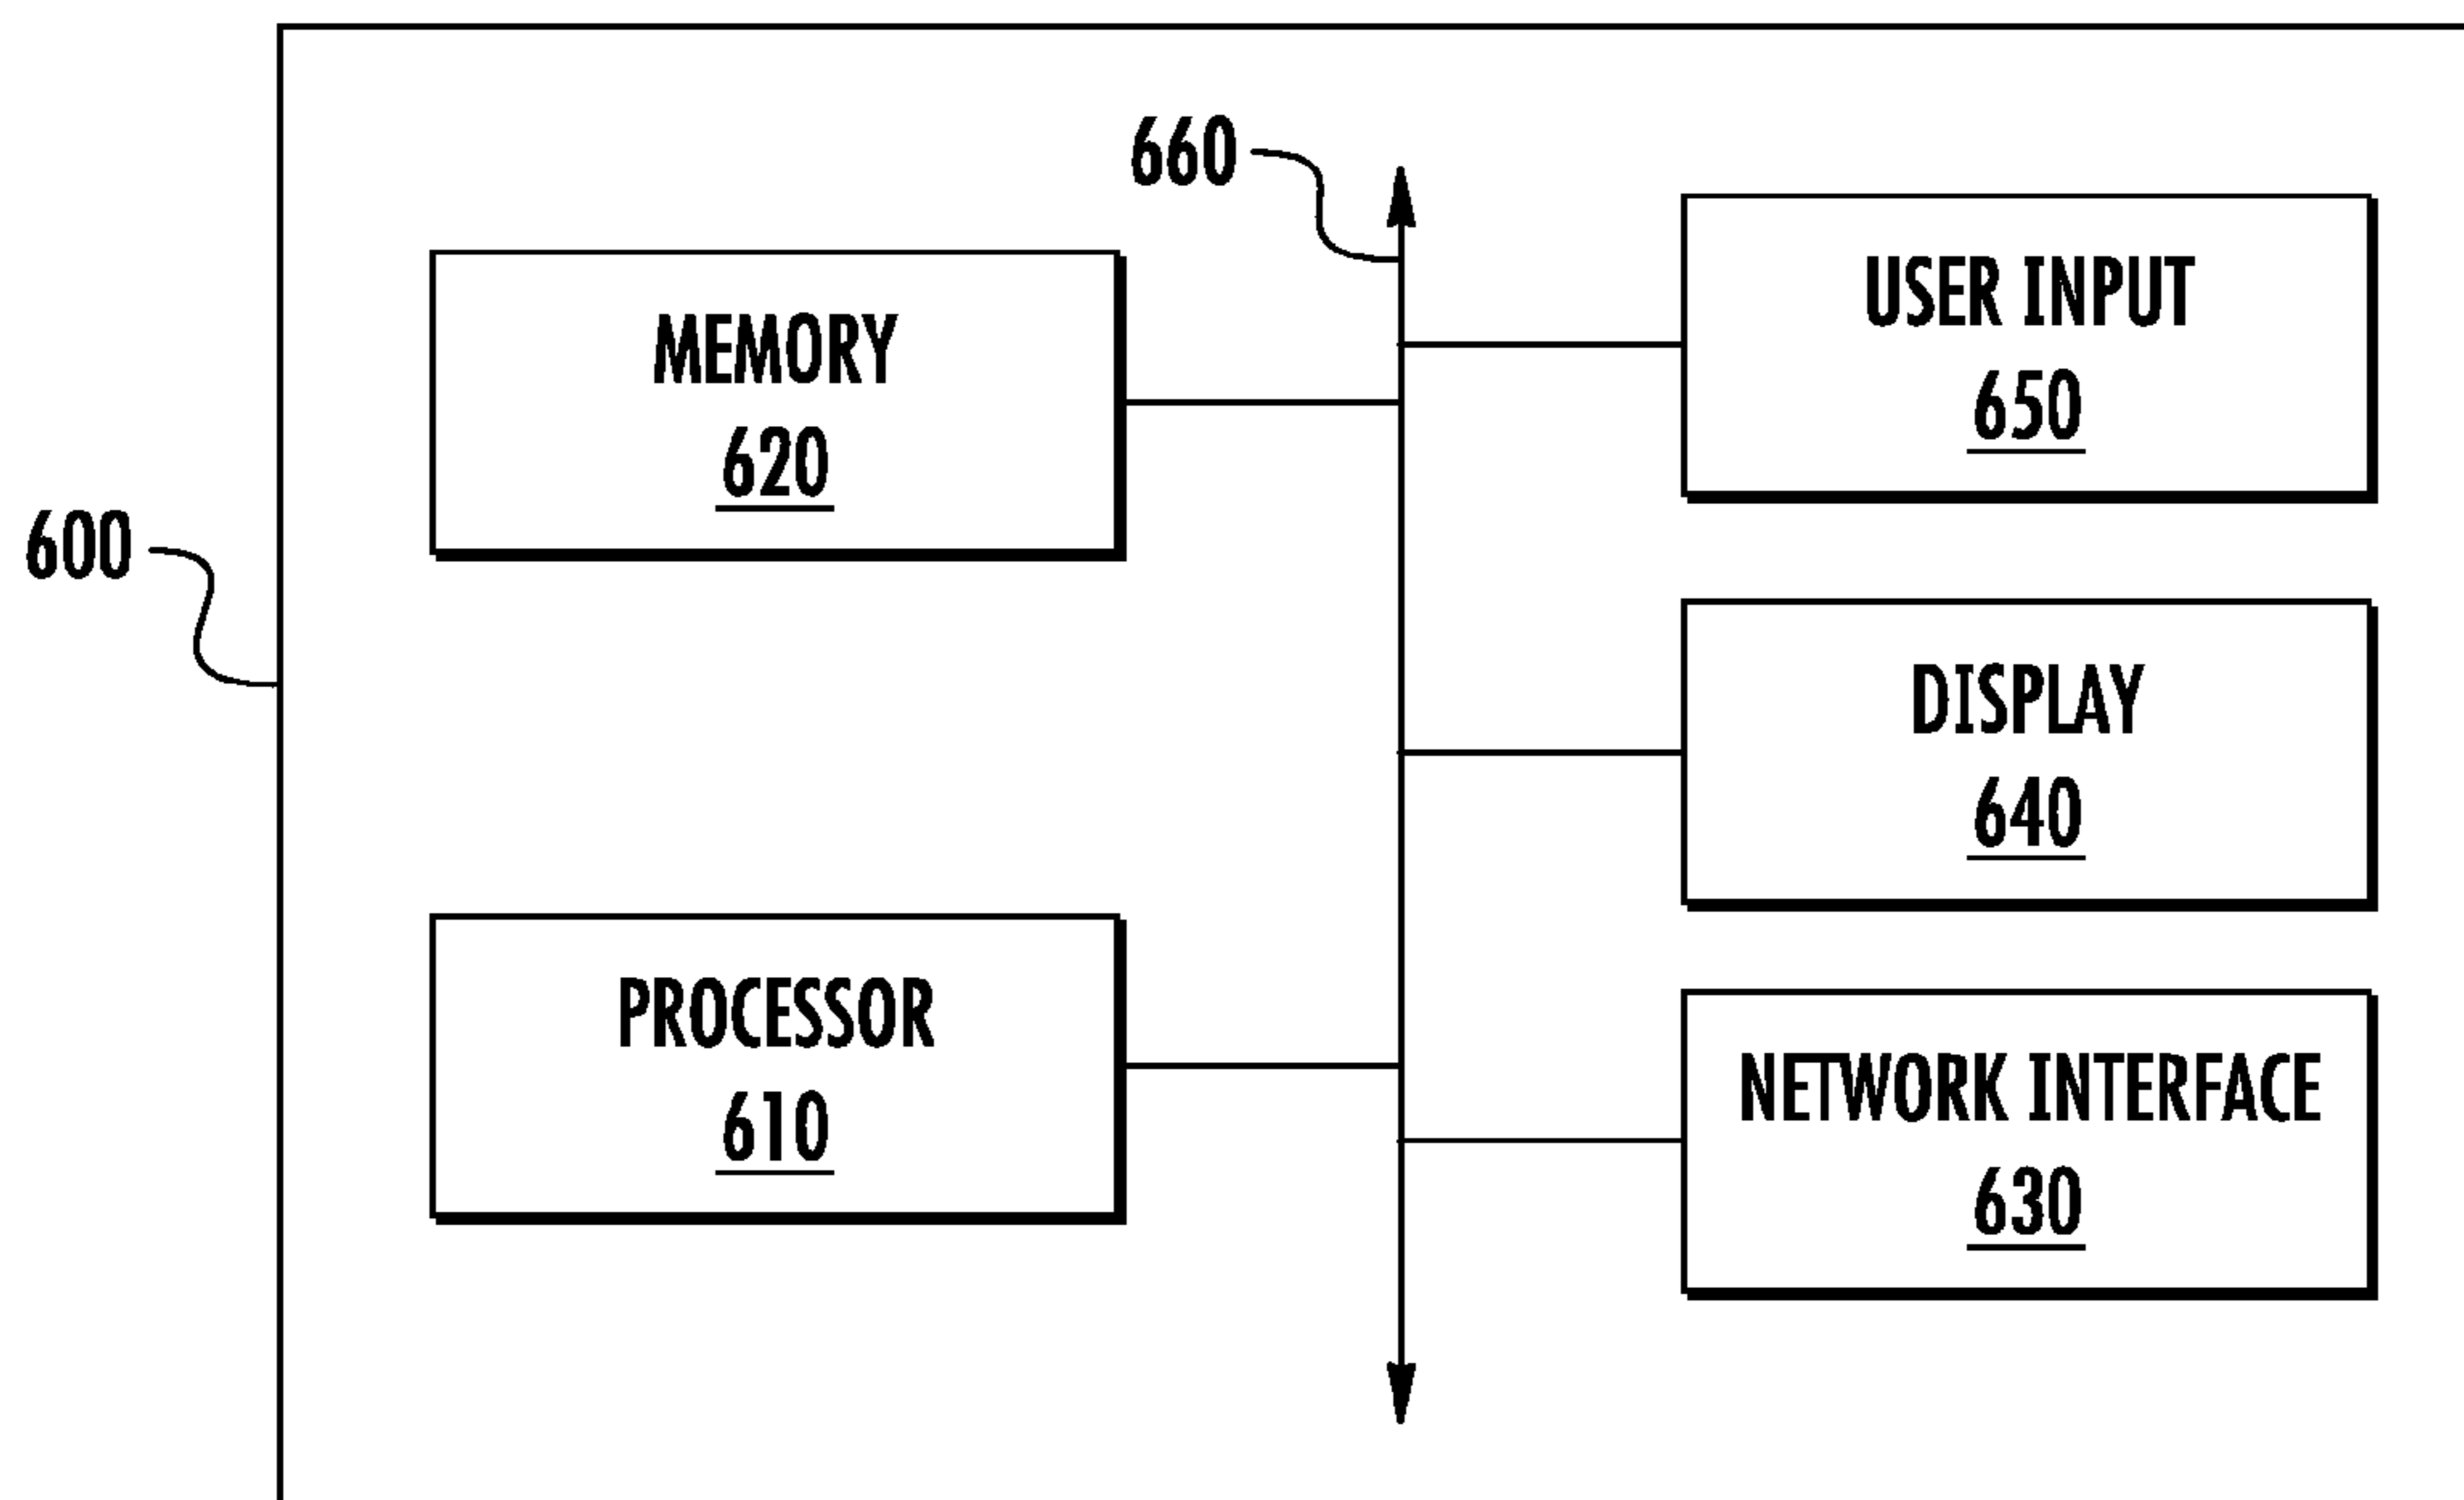 660
USER INPUT
650
MEMORY
620
600
DISPLAY
640
PROCESSOR
610
NETWORK INTERFACE
630